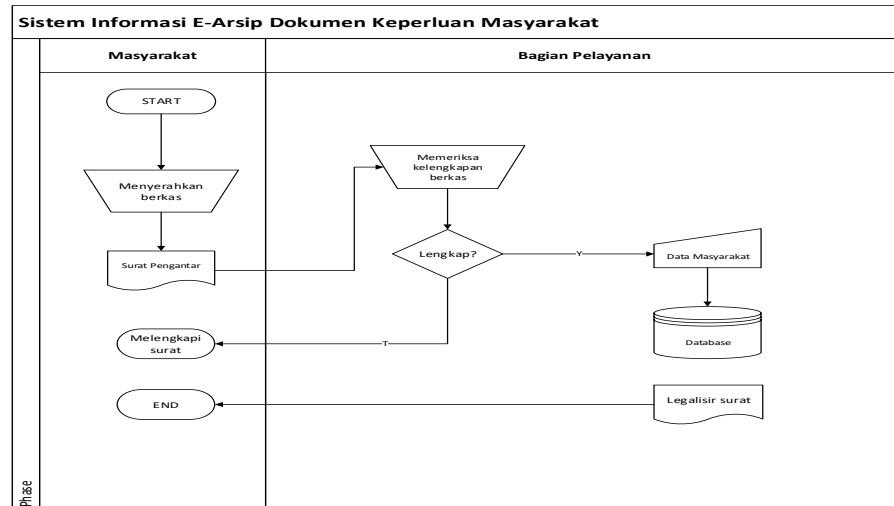 Sistem Informasi E-Arsip Dokumen Keperluan Masyarakat
Masyarakat
Bagian Pelayanan
START
Menyerahkan
berkas
Surat Pengantar
Memeriksa
kelengkapan
berkas
Lengkap?
Y
Data Masyarakat
Database
T
Melengkapi
surat
Legalisir surat
END
Phase